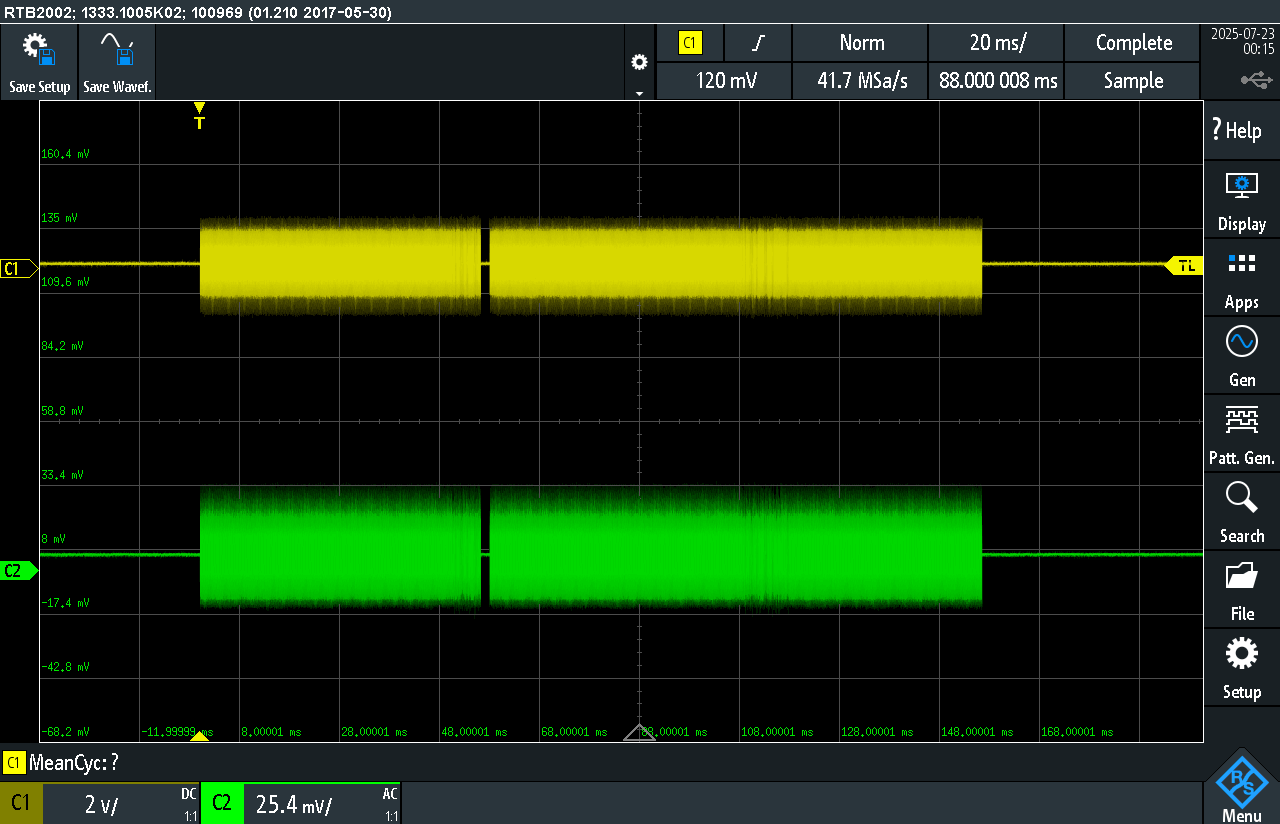 RTB2002; 1333.1005K02; 100969 (01.210 2017-05-30)
Save Setup
Save Wavef.
C1
Norm
20 ms/
Complete
120 mV
41.7 MSa/s
88.000 008 ms
Sample
2025-07-23
00:15
T
160,4 mV
135 mV
C1
TL
109,6 mV
84,2 mV
58,8 mV
33,4 mV
8 mV
C2
-17,4 mV
-42,8 mV
-68,2 mV
-11,99999 ms
8,00001 ms
28,00001 ms
48,00001 ms
68,00001 ms
88,00001 ms
108,00001 ms
128,00001 ms
148,00001 ms
168,00001 ms
? Help
Display
Apps
Gen
Patt. Gen.
Search
File
Setup
R&S
Menu
C1 MeanCyc: ?
C1
2 V/
DC
1:1
C2
25.4 mV/
AC
1:1